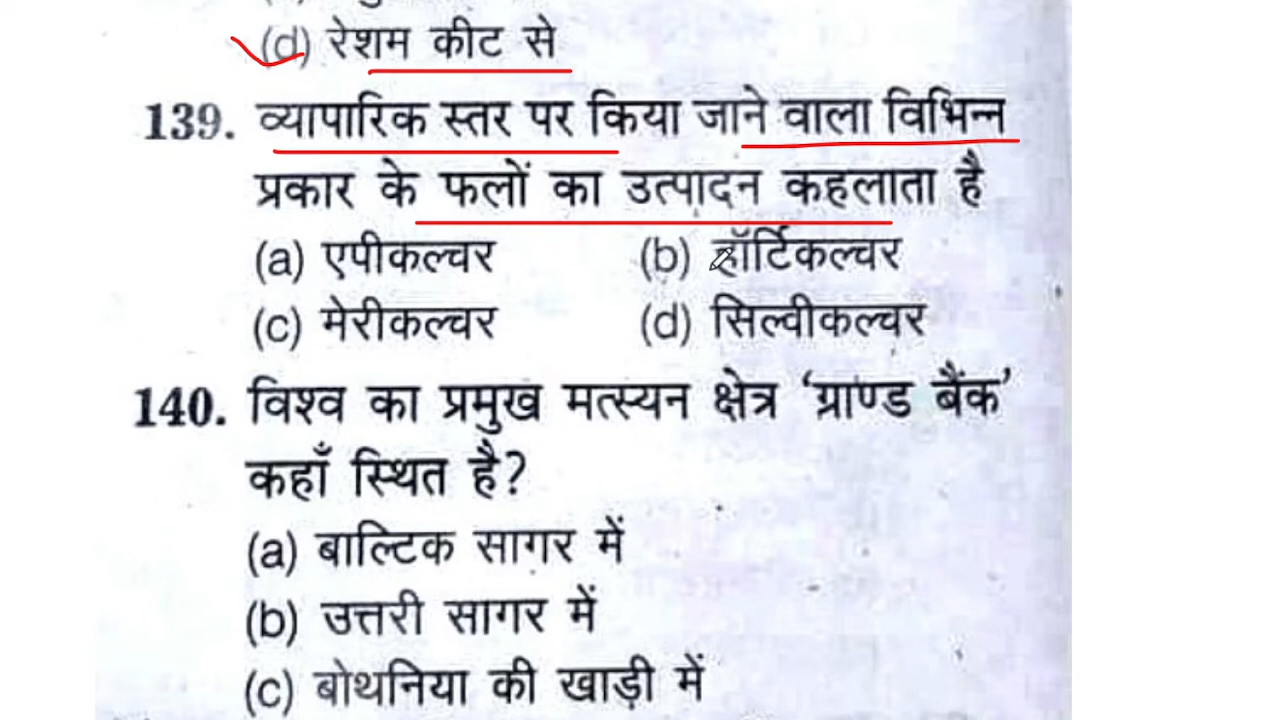 (d) रेशम कीट से
139. व्यापारिक स्तर पर किया जाने वाला विभिन्न
प्रकार के फलों का उत्पादन कहलाता है
(a) एपीकल्चर (b) हॉर्टिकल्चर
(c) मेरीकल्चर (d) सिल्वीकल्चर
140. विश्व का प्रमुख मत्स्यन क्षेत्र 'ग्राण्ड बैंक'
कहाँ स्थित है?
(a) बाल्टिक सागर में
(b) उत्तरी सागर में
(c) बोथनिया की खाड़ी में